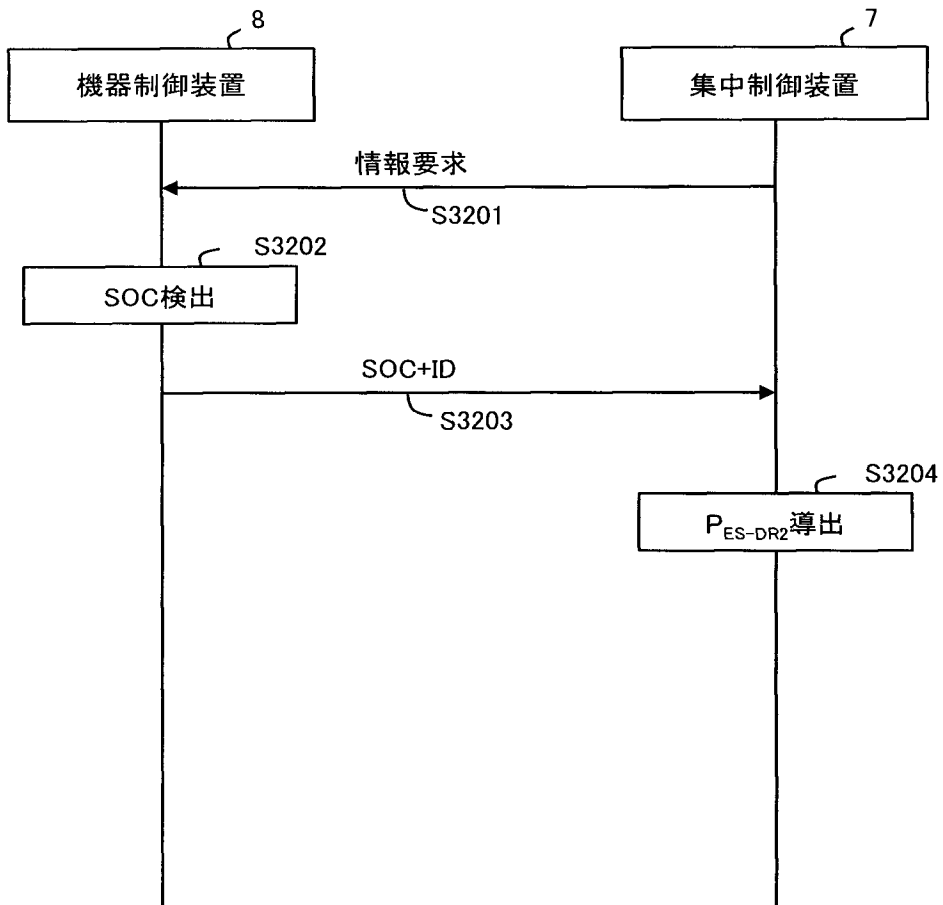 8
7
機器制御装置
集中制御装置
情報要求
S3201
S3202
SOC検出
SOC+ID
S3203
S3204
PES-DR2導出